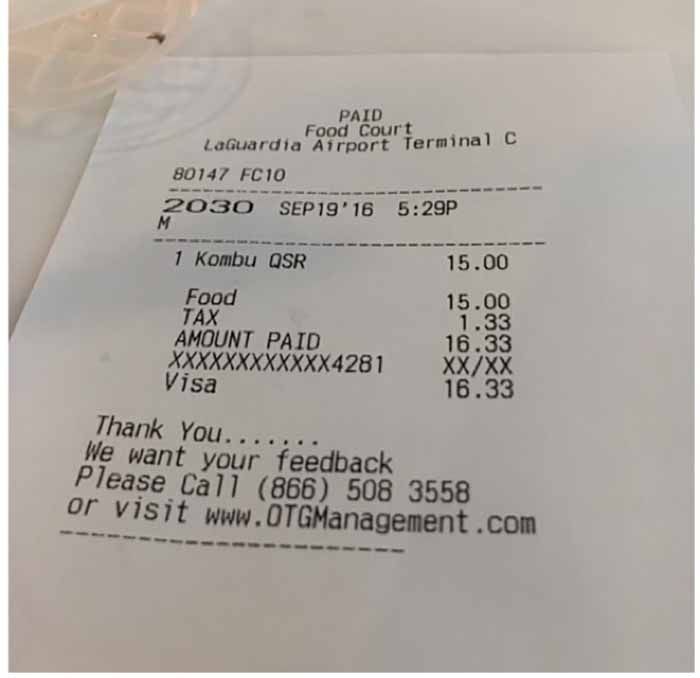 PAID
Food Court
LaGuardia Airport Terminal C
80147 FC10
2030 SEP19'16 5:29P
M
1 Kombu QSR 15.00
Food 15.00
TAX 1.33
AMOUNT PAID 16.33
XXXXXXXXXXXX4281 XX/XX
Visa 16.33
Thank You.......
We want your feedback
Please Call (866) 508 3558
or visit www.OTGManagement.com